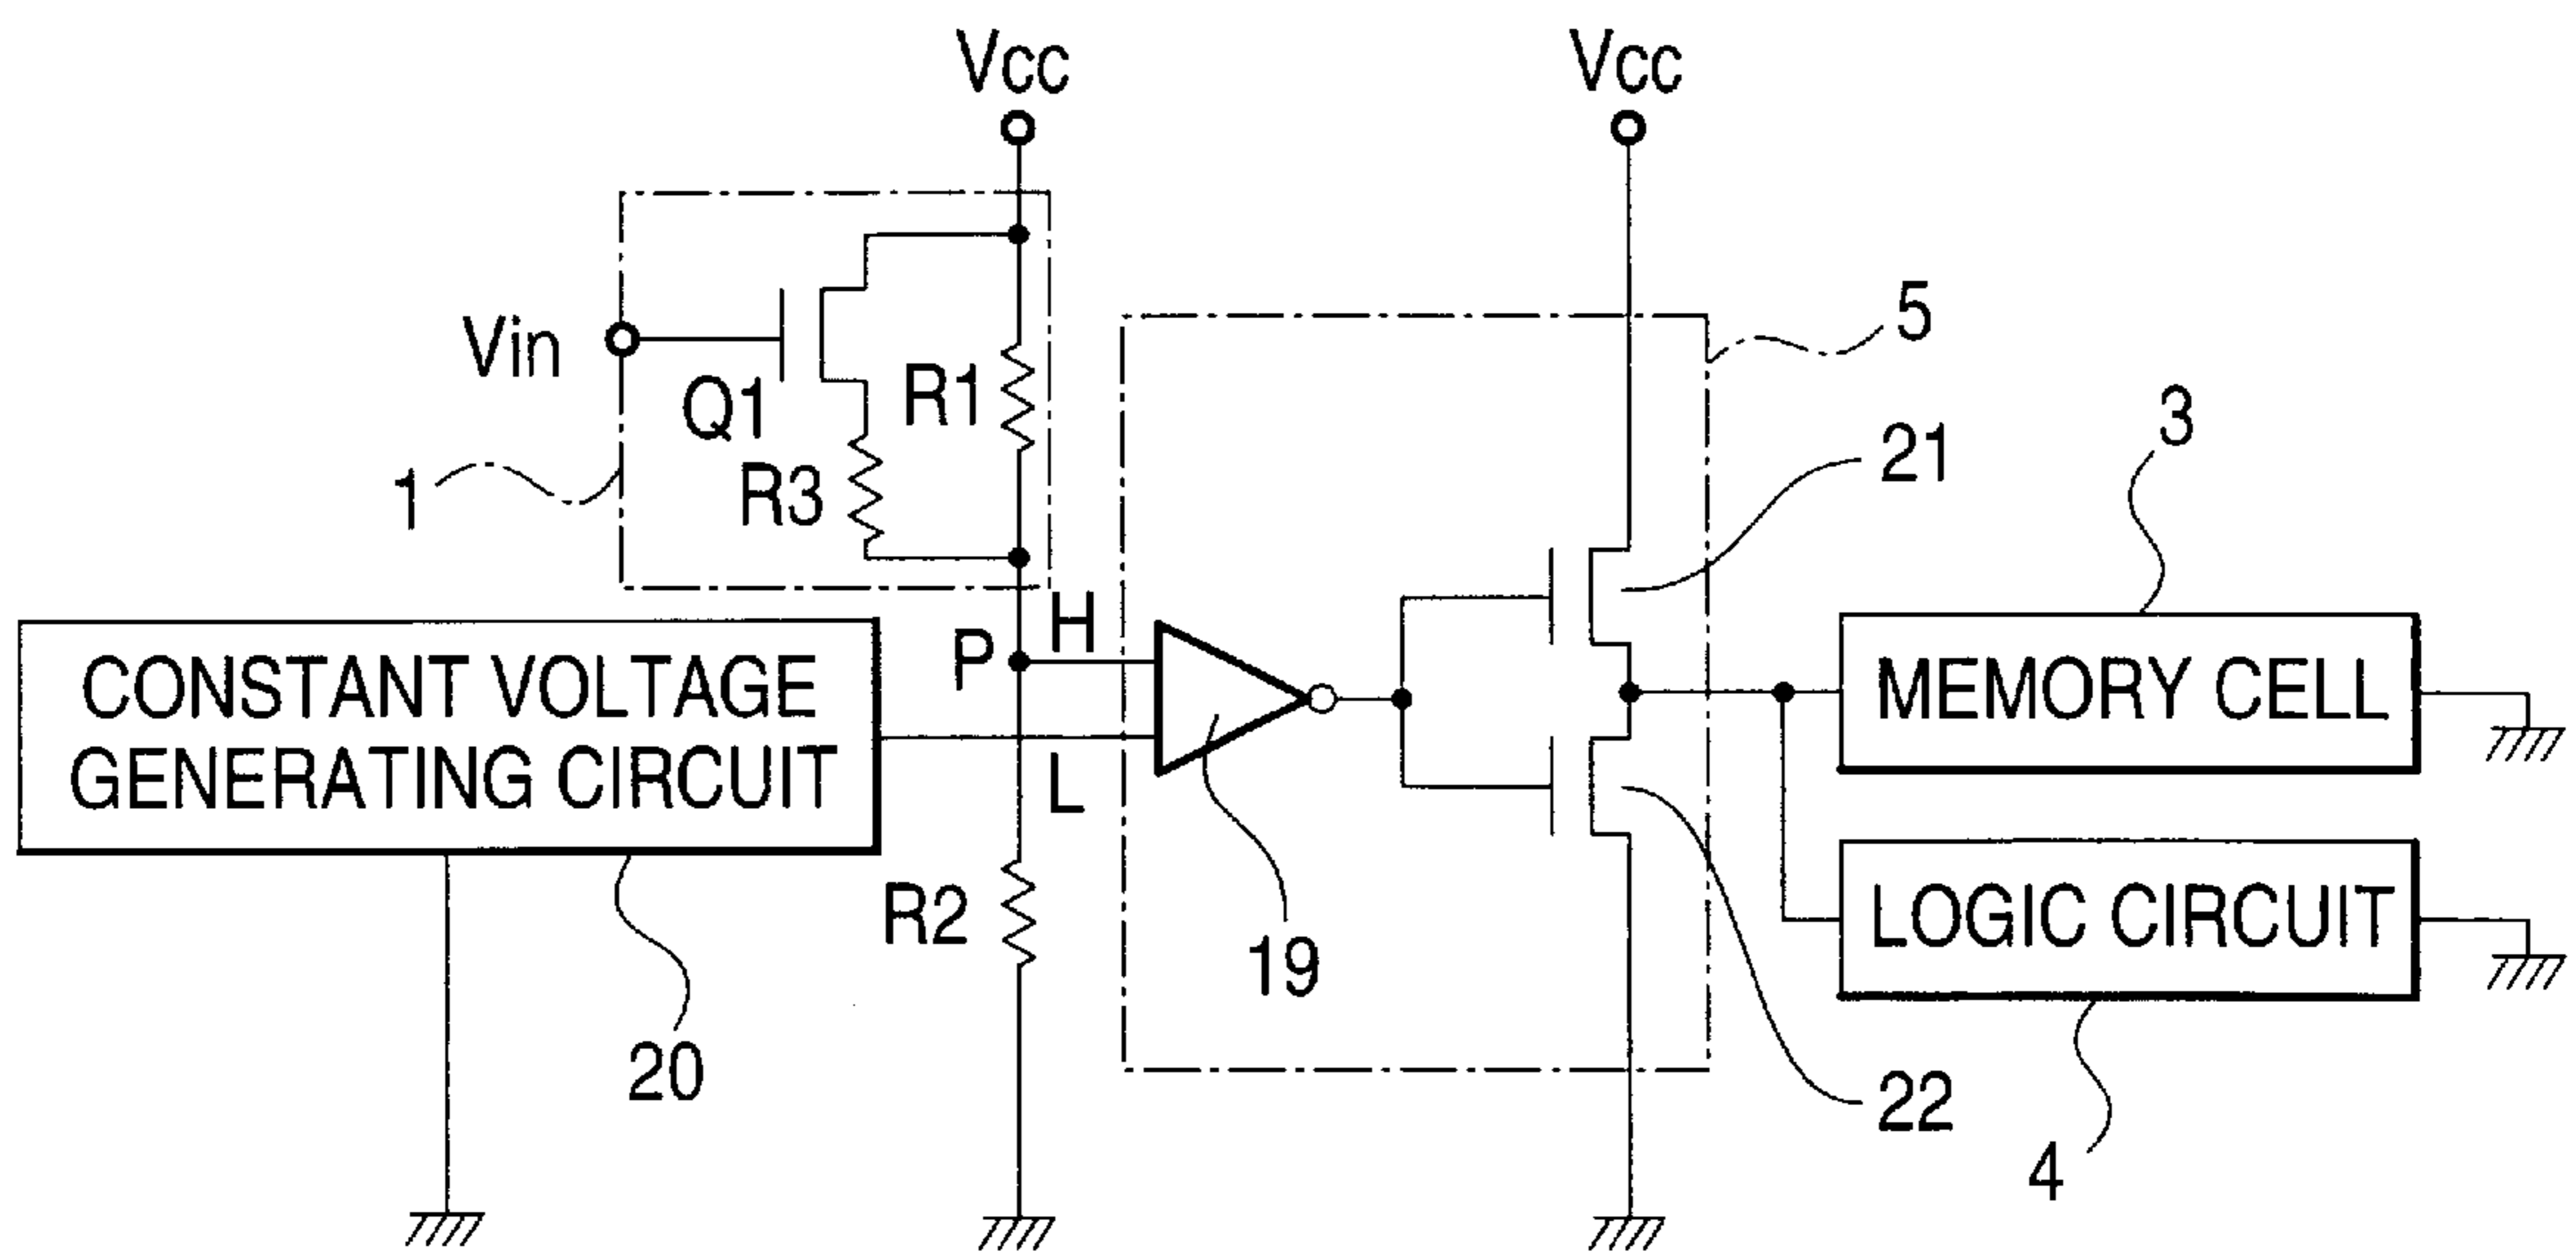 Vcc
Vcc
Vin
Q1
R1
R3
1
5
21
3
H
P
CONSTANT VOLTAGE
GENERATING CIRCUIT
L
MEMORY CELL
R2
19
LOGIC CIRCUIT
20
22
4